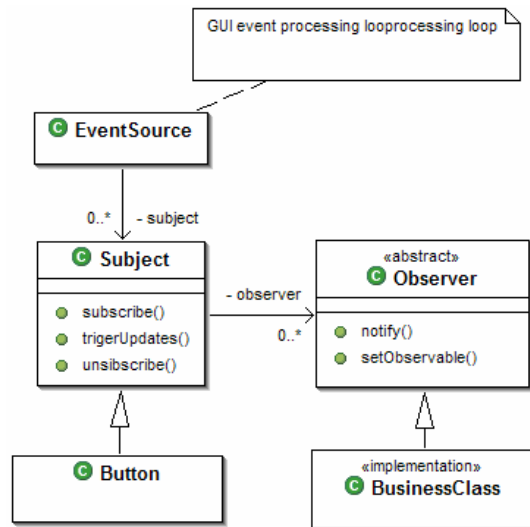 GUI event processing looprocessing loop
C EventSource
0..* - subject
C Subject
subscribe()
trigerUpdates()
unsibscribe()
- observer
0..*
«abstract»
C Observer
notify()
setObservable()
C Button
«implementation»
C BusinessClass